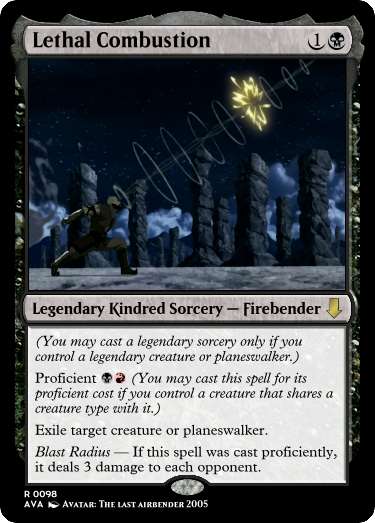 Lethal Combustion 1
Legendary Kindred Sorcery — Firebender
(You may cast a legendary sorcery only if you
control a legendary creature or planeswalker.)
Proficient (You may cast this spell for its
proficient cost if you control a creature that shares a
creature type with it.)
Exile target creature or planeswalker.
Blast Radius — If this spell was cast proficiently,
it deals 3 damage to each opponent.
R 0098
AVA Avatar: The last airbender 2005